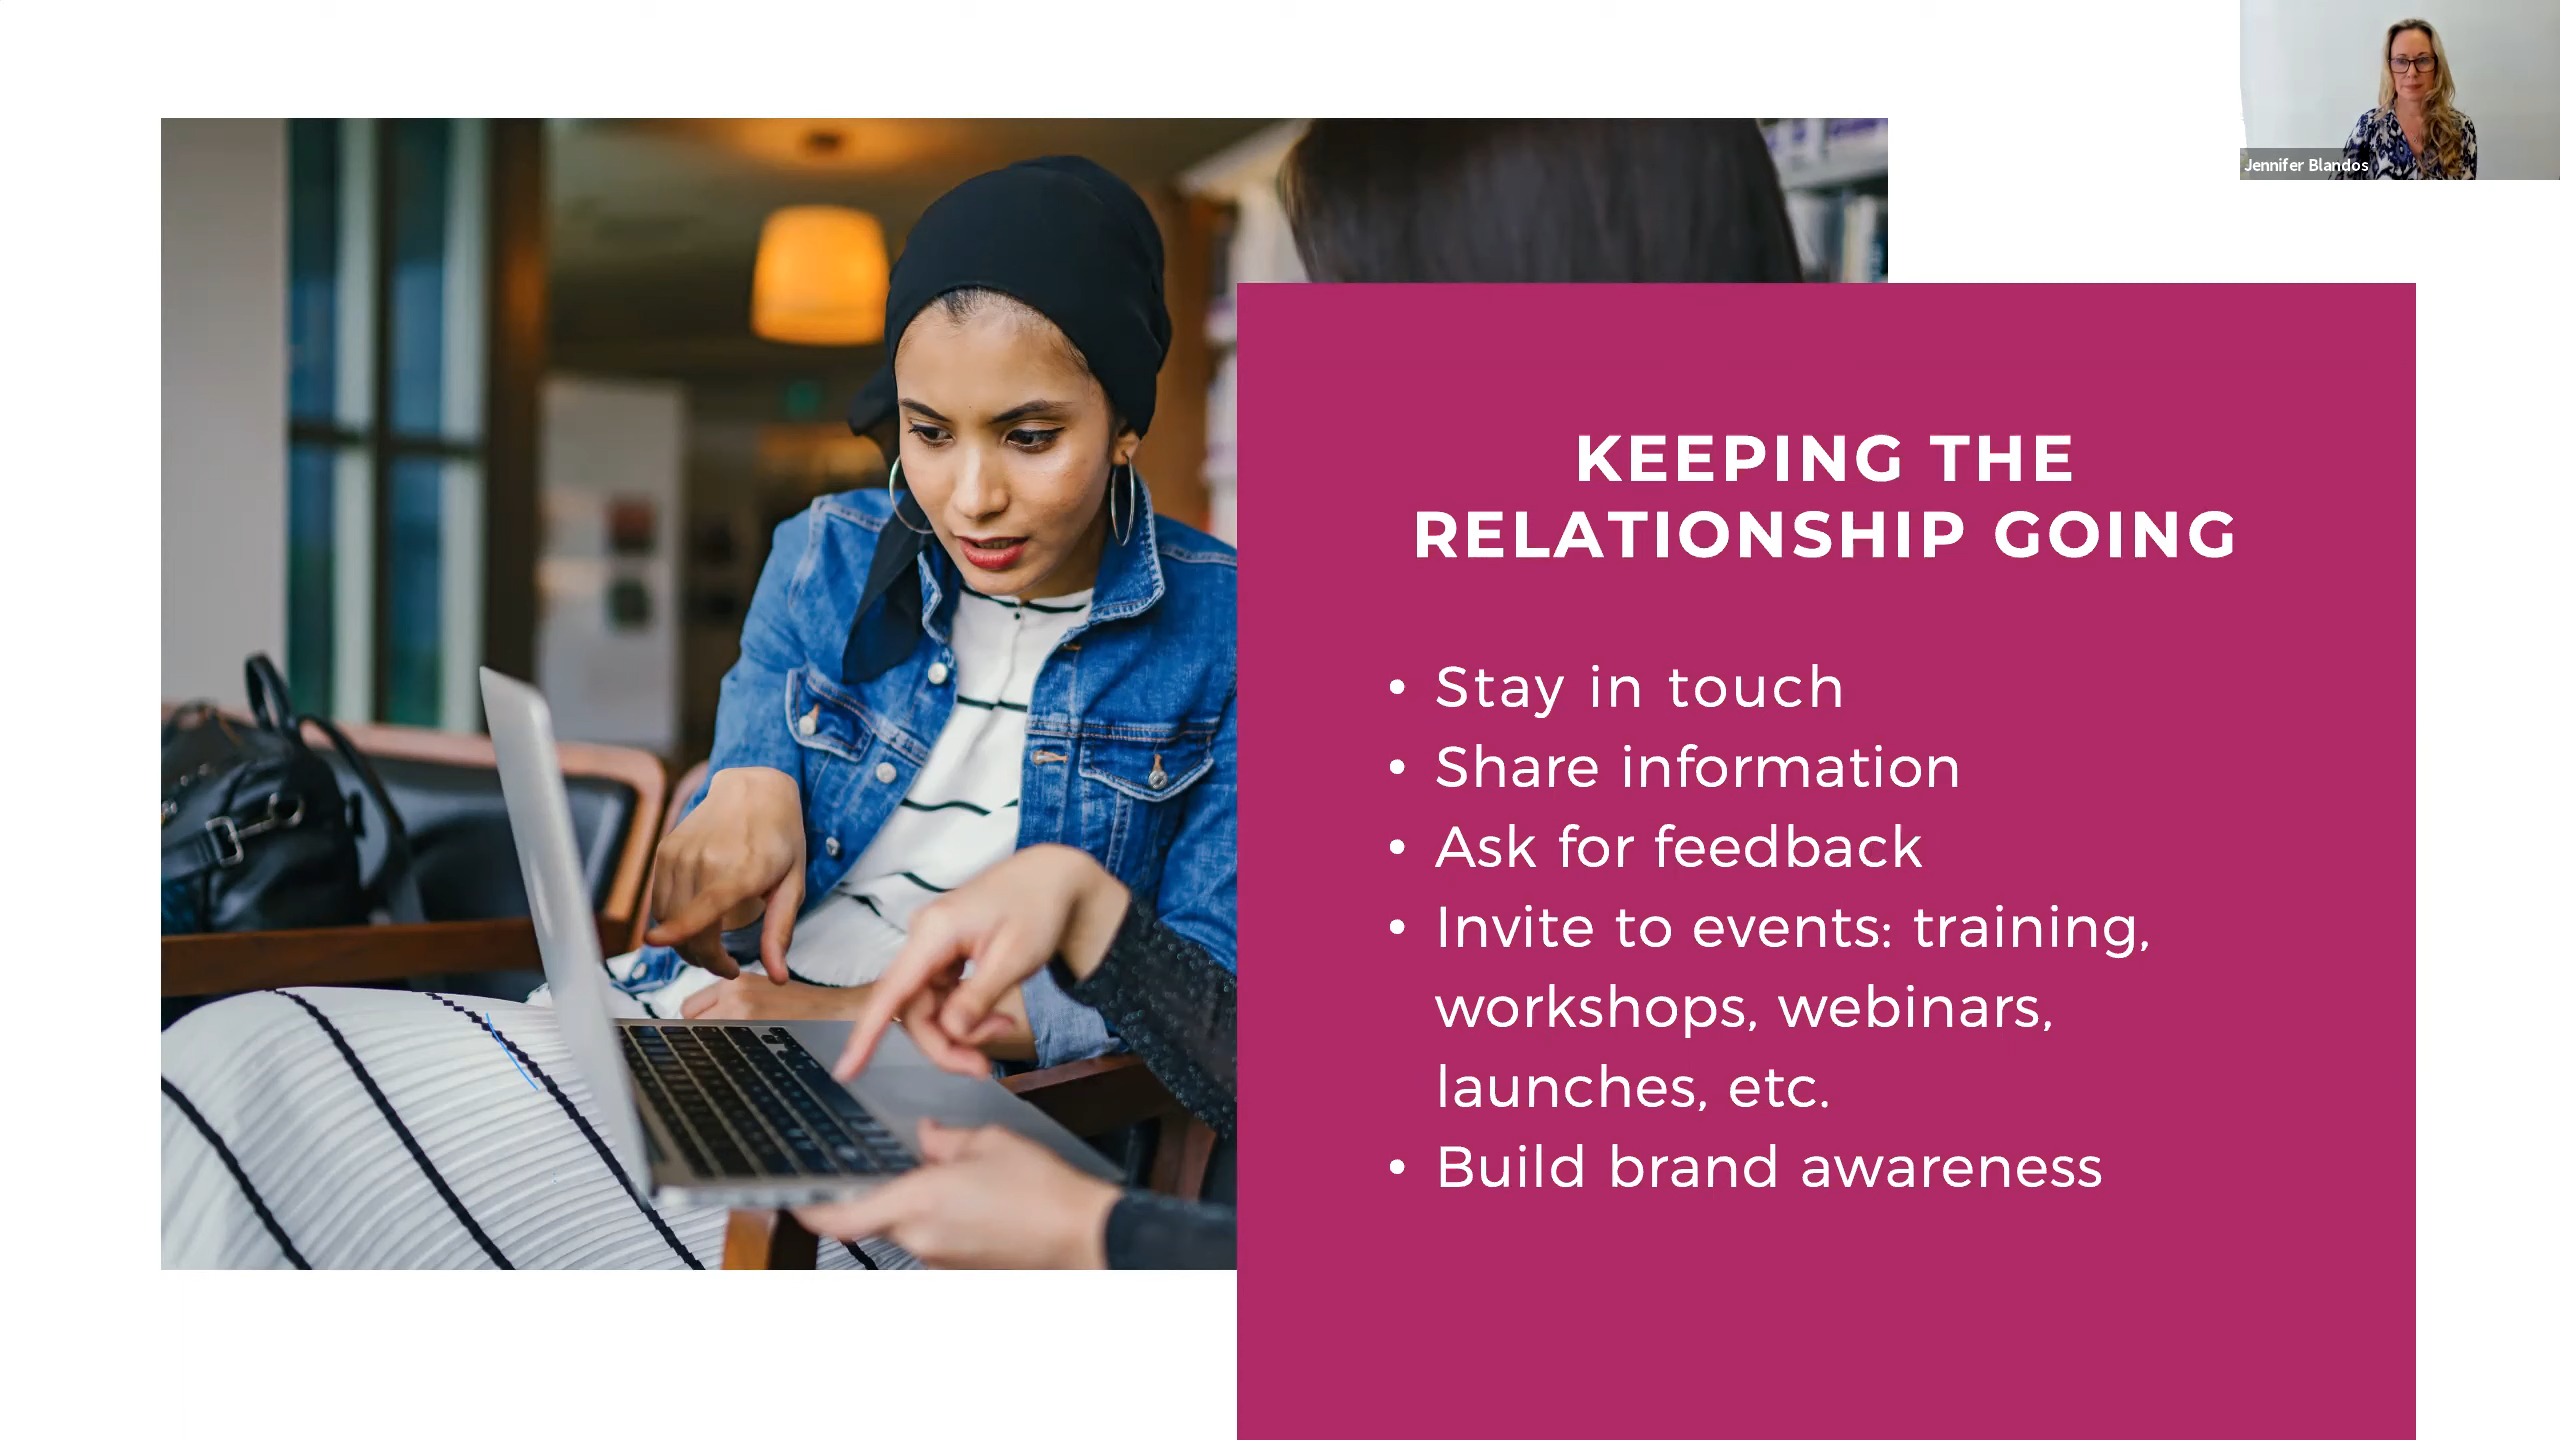 Jennifer Blandos
KEEPING THE
RELATIONSHIP GOING
• Stay in touch
• Share information
• Ask for feedback
• Invite to events: training,
workshops, webinars,
launches, etc.
• Build brand awareness